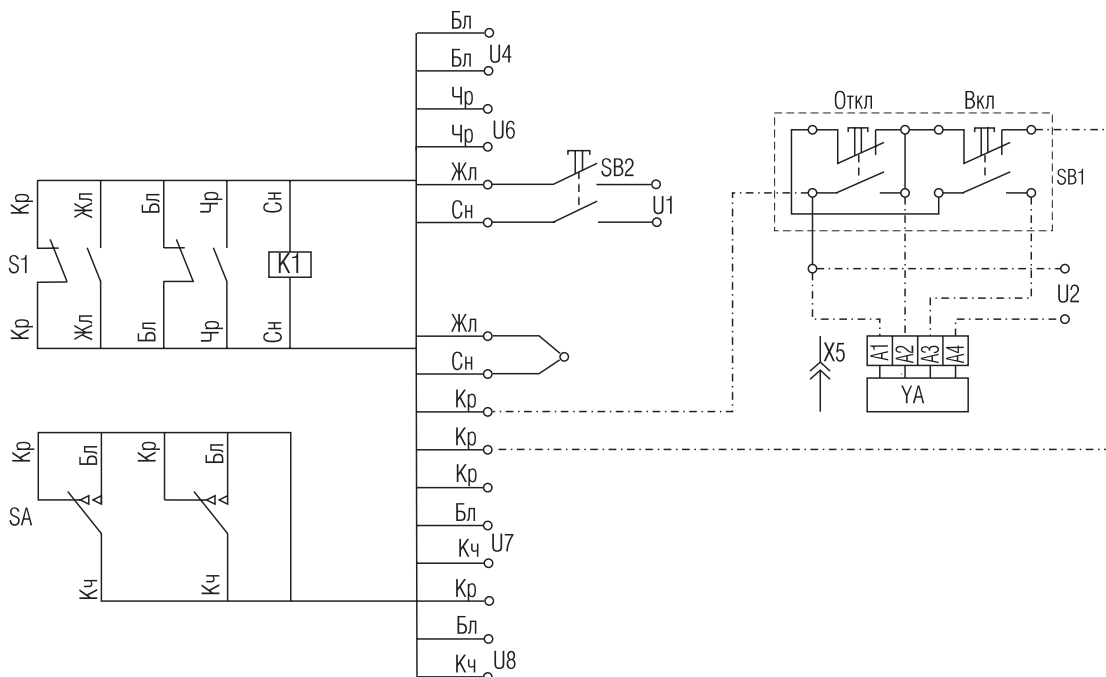 Бл
Бл U4
Чр
Чр U6
Жл SB2
Сн U1
Откл Вкл
SB1
U2
Кр Жл Бл Чр Сн
S1 K1
Кр Жл Бл Чр Сн
Жл
Сн
Кр
Кр
Кр
Бл
Кч U7
Кр
Бл
Кч U8
X5 A1 A2 A3 A4
YA
Кр Бл Кр Бл
SA
Кч Кч